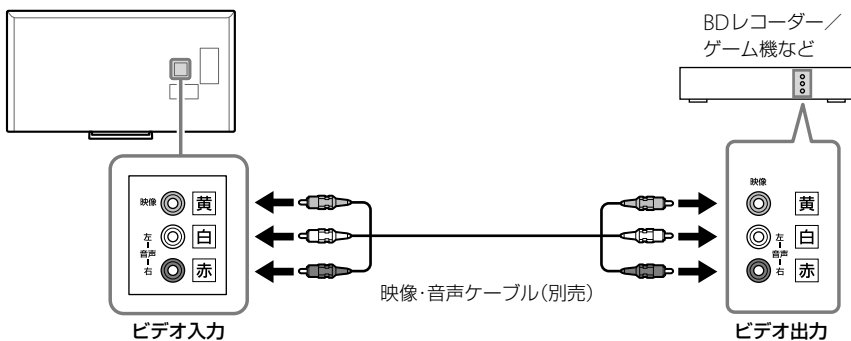 BDレコーダー／
ゲーム機など
映像
黄
左
音声
右
白
赤
ビデオ入力
映像・音声ケーブル（別売）
映像
黄
左
音声
右
白
赤
ビデオ出力